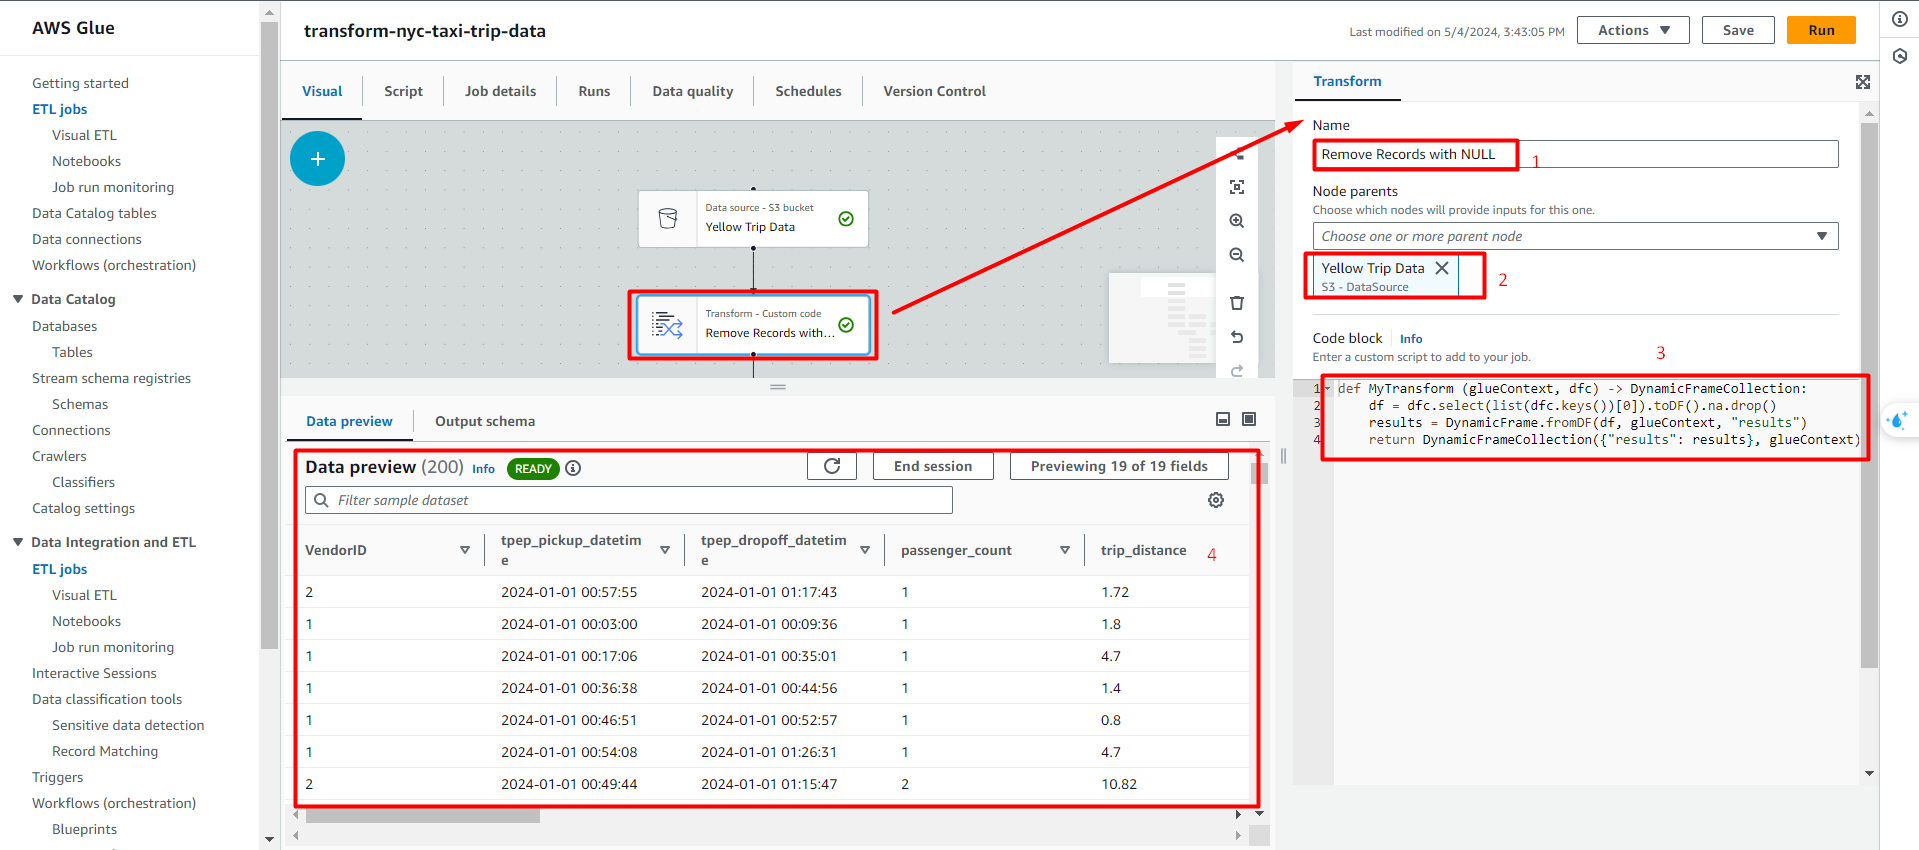 AWS Glue
Getting started
ETL jobs
Visual ETL
Notebooks
Job run monitoring
Data Catalog tables
Data connections
Workflows (orchestration)
Data Catalog
Databases
Tables
Stream schema registries
Schemas
Connections
Crawlers
Classifiers
Catalog settings
Data Integration and ETL
ETL jobs
Visual ETL
Notebooks
Job run monitoring
Interactive Sessions
Data classification tools
Sensitive data detection
Record Matching
Triggers
Workflows (orchestration)
Blueprints
transform-nyc-taxi-trip-data
Last modified on 5/4/2024, 3:43:05 PM
Actions
Save
Run
Visual
Script
Job details
Runs
Data quality
Schedules
Version Control
Data source - S3 bucket
Yellow Trip Data
Transform - Custom code
Remove Records with...
Data preview
Output schema
Data preview (200) Info READY
End session
Previewing 19 of 19 fields
Filter sample dataset
VendorID tpep_pickup_datetim tpep_dropoff_datetim passenger_count trip_distance 4
e e
2 2024-01-01 00:57:55 2024-01-01 01:17:43 1 1.72
1 2024-01-01 00:03:00 2024-01-01 00:09:36 1 1.8
1 2024-01-01 00:17:06 2024-01-01 00:35:01 1 4.7
1 2024-01-01 00:36:38 2024-01-01 00:44:56 1 1.4
1 2024-01-01 00:46:51 2024-01-01 00:52:57 1 0.8
1 2024-01-01 00:54:08 2024-01-01 01:26:31 1 4.7
2 2024-01-01 00:49:44 2024-01-01 01:15:47 2 10.82
Transform
Name
Remove Records with NULL 1
Node parents
Choose which nodes will provide inputs for this one.
Choose one or more parent node
Yellow Trip Data
S3 - DataSource
2
Code block Info
Enter a custom script to add to your job.
3
1 def MyTransform (glueContext, dfc) -> DynamicFrameCollection:
2 df = dfc.select(list(dfc.keys())[0]).toDF().na.drop()
3 results = DynamicFrame.fromDF(df, glueContext, "results")
4 return DynamicFrameCollection({"results": results}, glueContext)